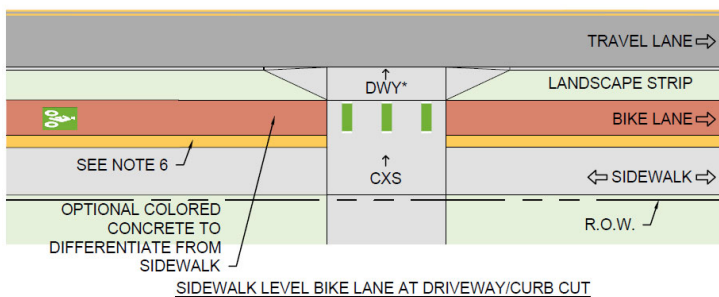 TRAVEL LANE
DWY*
LANDSCAPE STRIP
BIKE LANE
SEE NOTE 6
CXS
SIDEWALK
OPTIONAL COLORED
CONCRETE TO
DIFFERENTIATE FROM
SIDEWALK
R.O.W.
SIDEWALK LEVEL BIKE LANE AT DRIVEWAY/CURB CUT